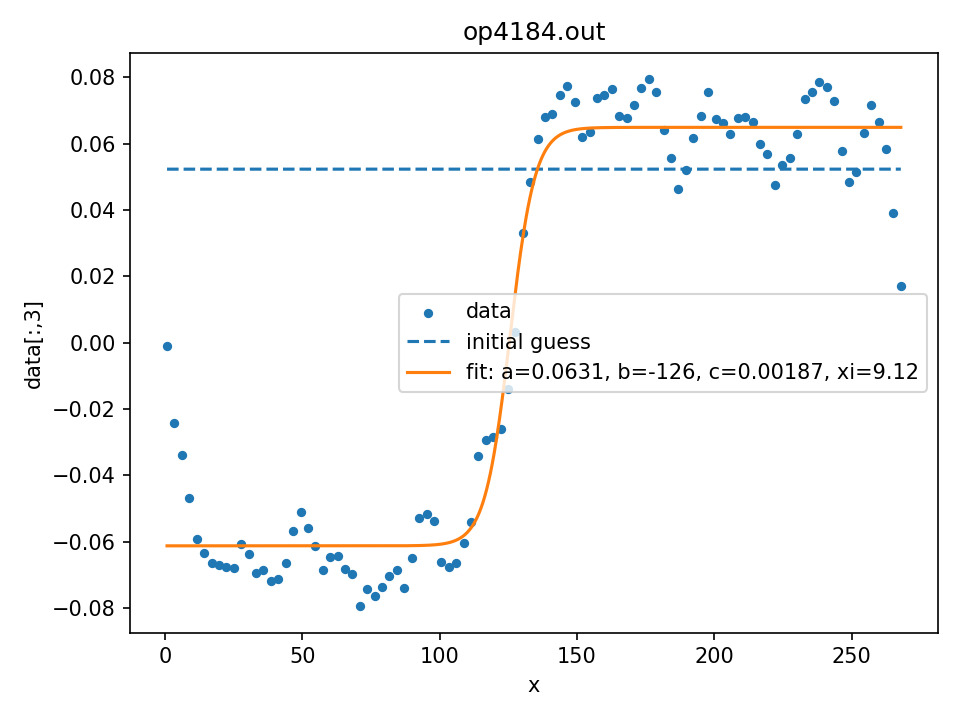 op4184.out
0.08
0.06
0.04
0.02
0.00
−0.02
−0.04
−0.06
−0.08
data[:,3]
data
initial guess
fit: a=0.0631, b=-126, c=0.00187, xi=9.12
0 50 100 150 200 250
x